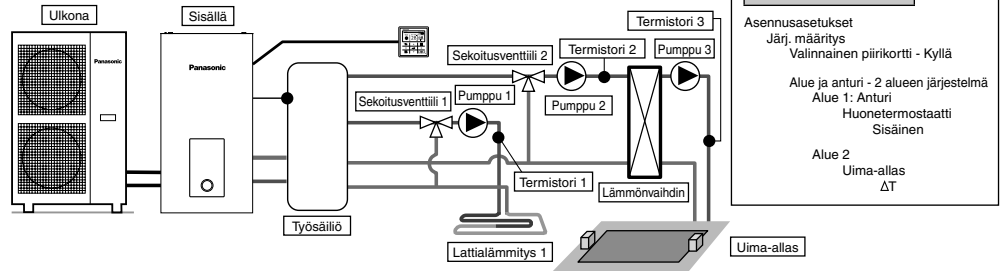 Ulkona
Sisällä
Panasonic
Panasonic
Sekoitusventtiili 1
Pumppu 1
Sekoitusventtiili 2
Termistori 2
Pumppu 2
Termistori 3
Pumppu 3
Termistori 1
Lämmönvaihdin
Työsäiliö
Lattialämmitys 1
Uima-allas
Asennusasetukset
Järj. määritys
Valinnainen piirikortti - Kyllä
Alue ja anturi - 2 alueen järjestelmä
Alue 1: Anturi
Huonetermostaatti
Sisäinen
Alue 2
Uima-allas
ΔT